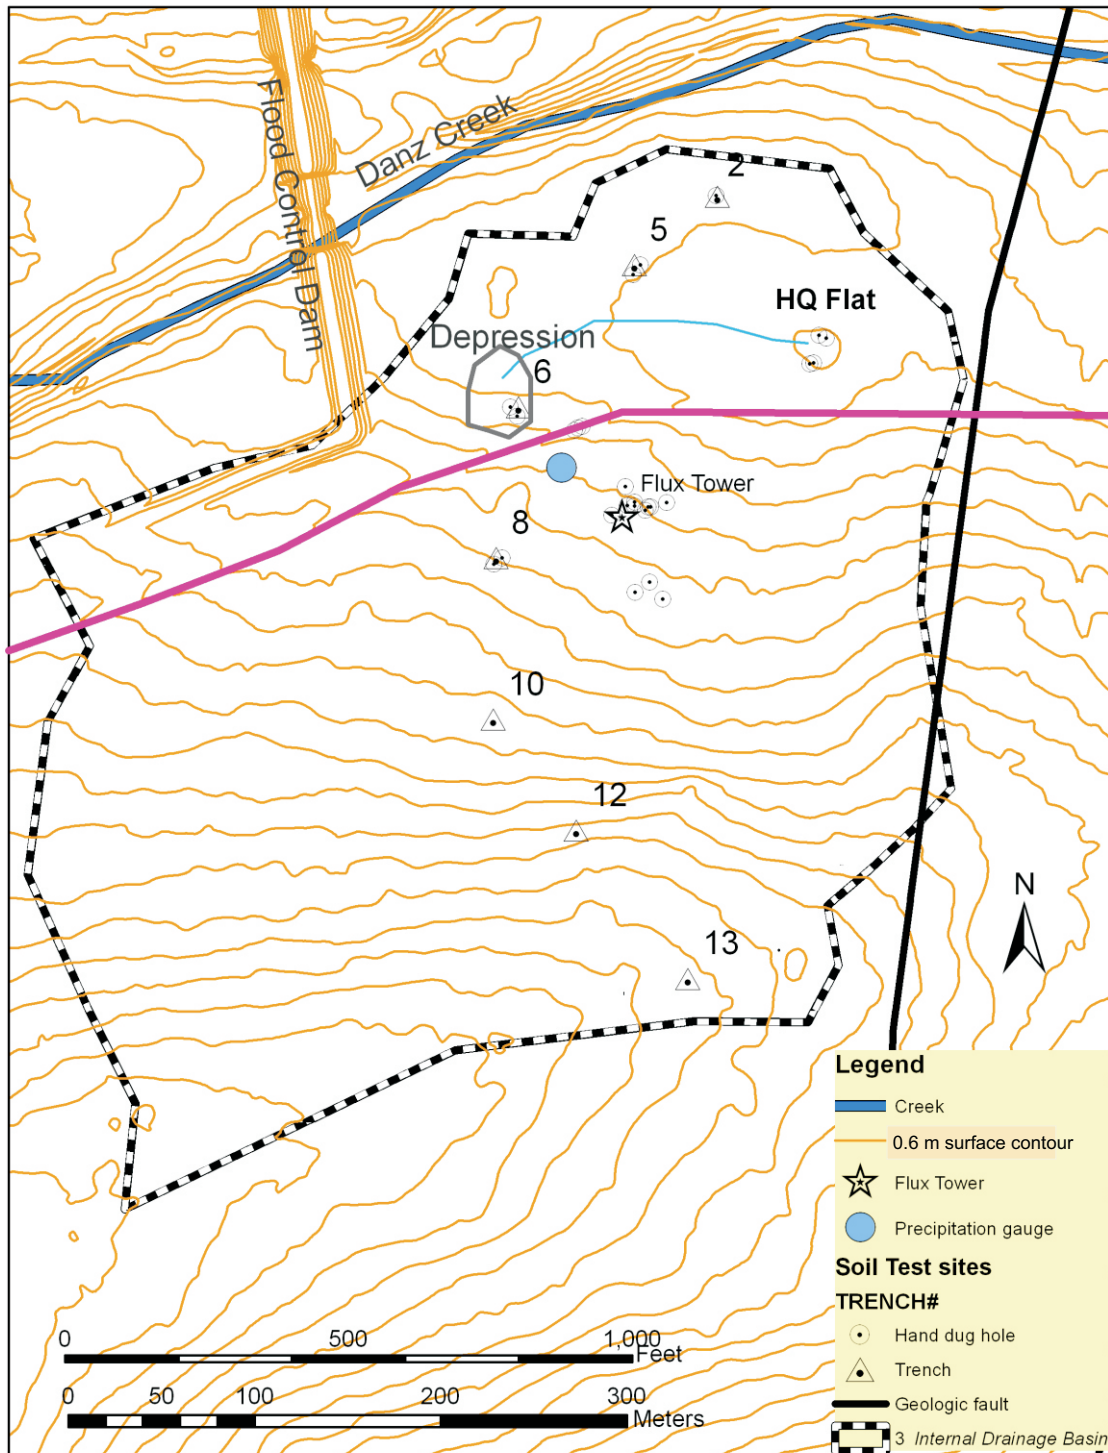 Flood Control Dam
Danz Creek
2
5
HQ Flat
Depression
6
Flux Tower
8
10
12
13
N
Legend
Creek
0.6 m surface contour
Flux Tower
Precipitation gauge
Soil Test sites
TRENCH#
Hand dug hole
Trench
Geologic fault
3 Internal Drainage Basin
0 500 1,000
Feet
0 50 100 200 300
Meters